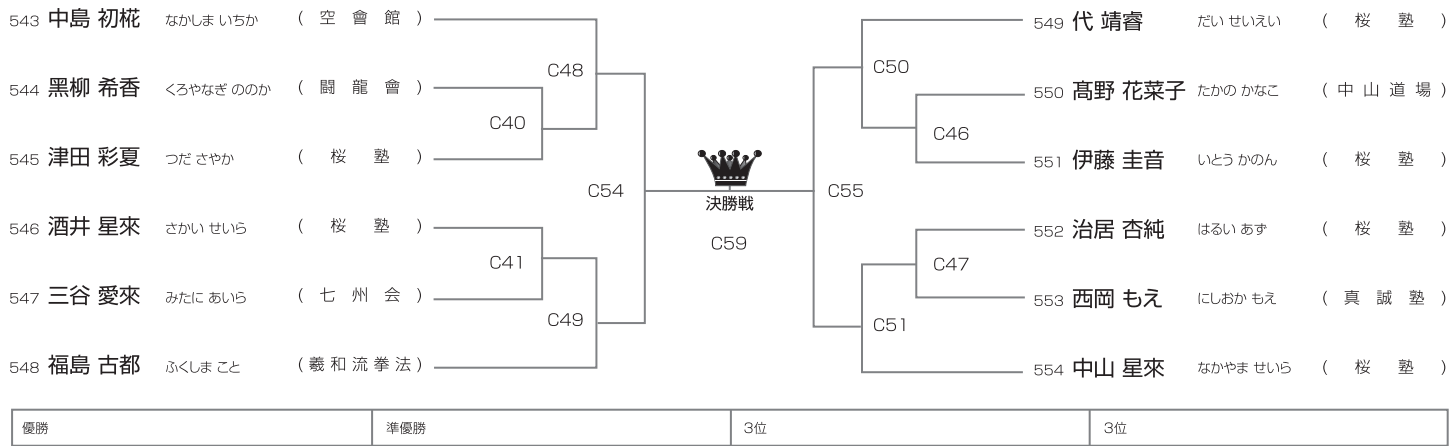 543 中島 初椛 なかしま いちか ( 空 會 館 )
C48
544 黑柳 希香 くろやなぎ ののか ( 闘 龍 會 )
C40
545 津田 彩夏 つだ さやか ( 桜 塾 )
C54
546 酒井 星來 さかい せいら ( 桜 塾 )
C41
547 三谷 愛來 みたに あいら ( 七 州 会 )
C49
548 福島 古都 ふくしま こと ( 羲 和 流 拳 法 )
決勝戦
C59
549 代 靖睿 だい せいえい ( 桜 塾 )
C50
550 髙野 花菜子 たかの かなこ ( 中 山 道 場 )
C46
551 伊藤 圭音 いとう かのん ( 桜 塾 )
C55
552 治居 杏純 はるい あず ( 桜 塾 )
C47
553 西岡 もえ にしおか もえ ( 真 誠 塾 )
C51
554 中山 星來 なかやま せいら ( 桜 塾 )
優勝 準優勝 3位 3位